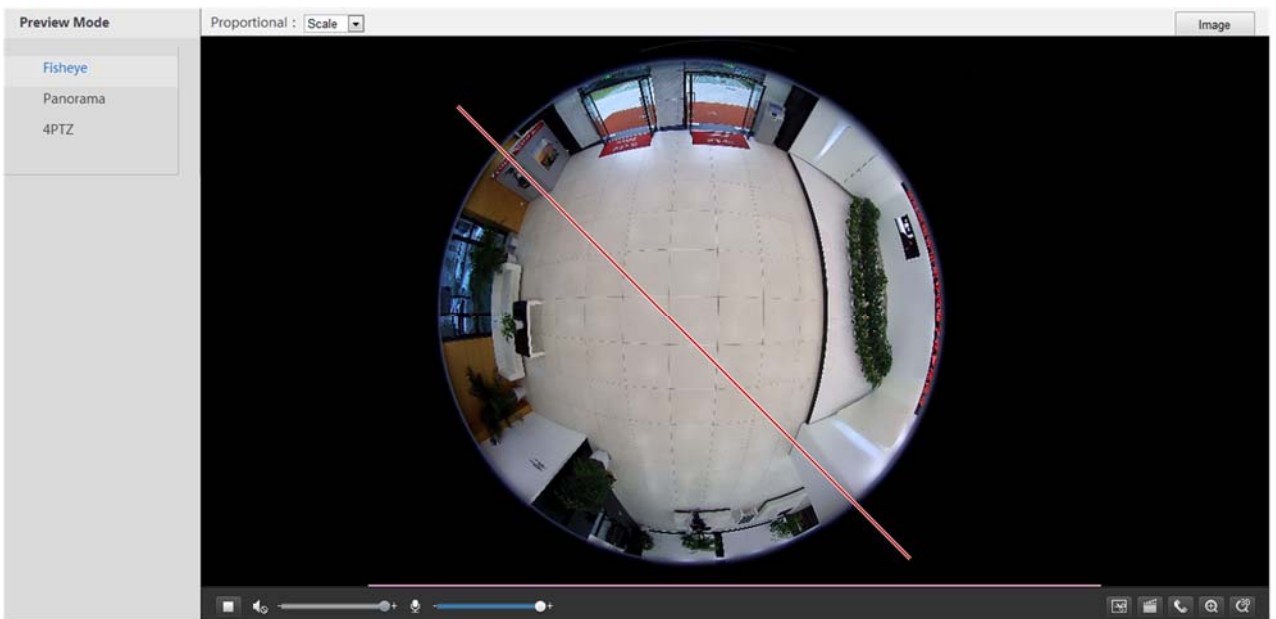 Preview Mode
Proportional : Scale
Image
Fisheye
Panorama
4PTZ